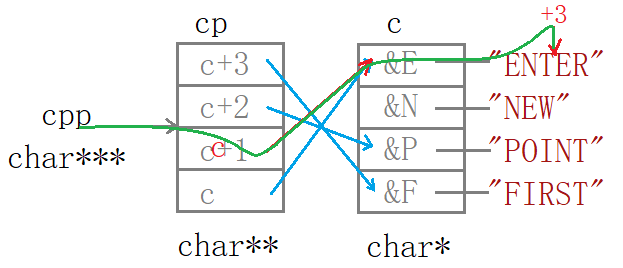 +3
cp c
c+3 &E "ENTER"
c+2 &N "NEW"
cpp
c+1 c &P "POINT"
char***
c &F "FIRST"
char** char*